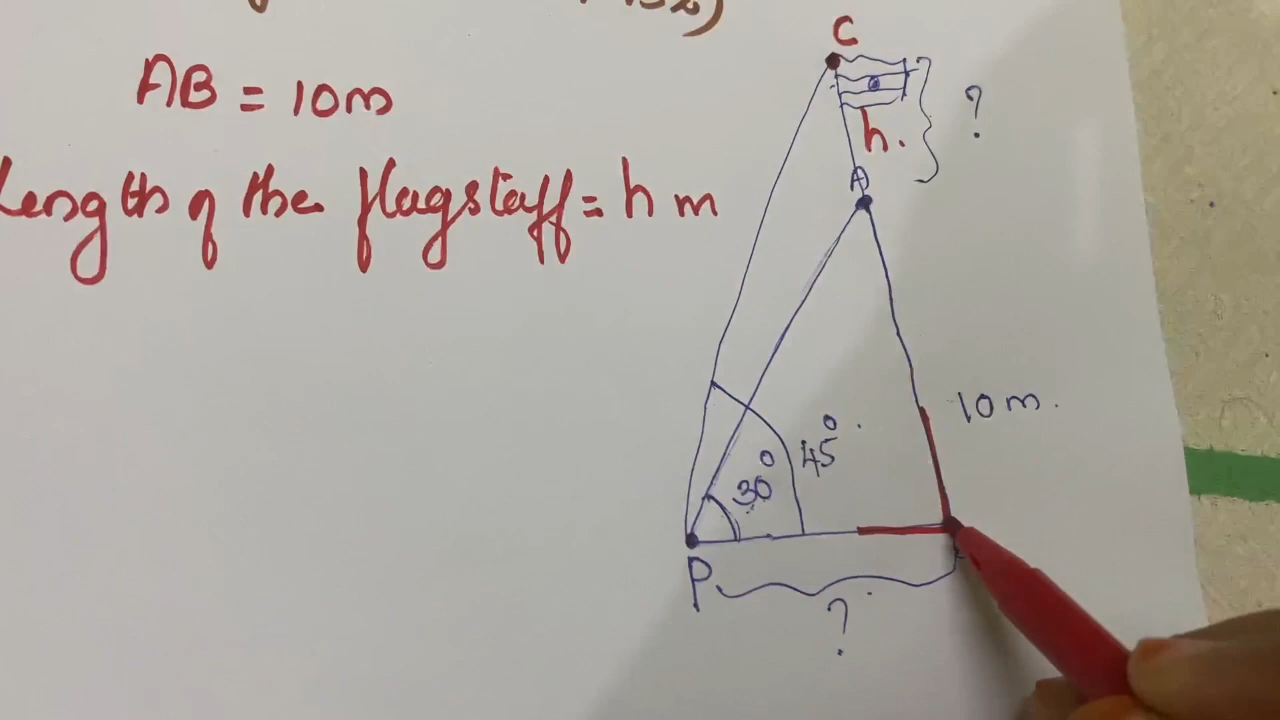 AB = 10m
Length of the flagstaff = h m
C
?
h.
A
10 m.
45°
30°
P
?